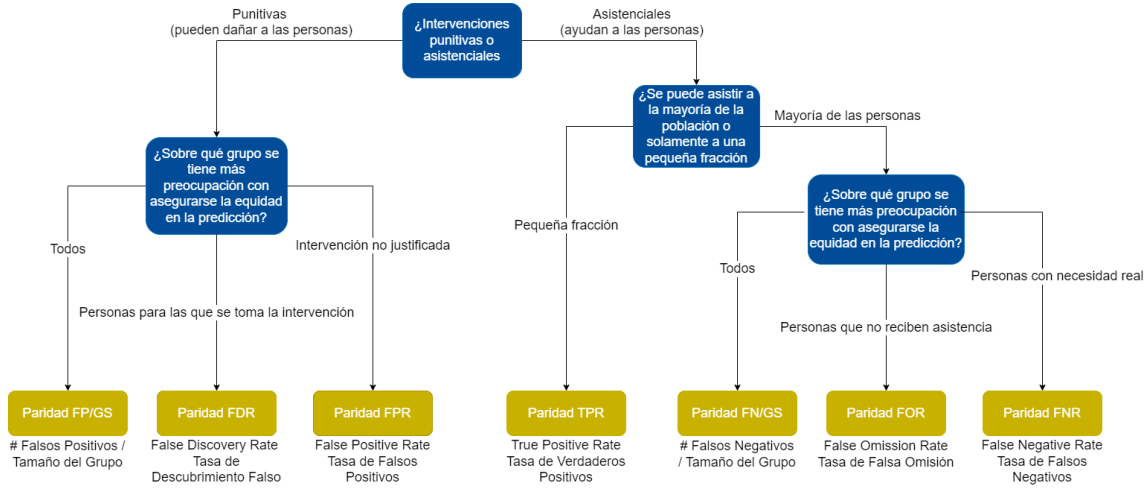 Punitivas
(pueden dañar a las personas)
¿Intervenciones
punitivas o
asistenciales
Asistenciales
(ayudan a las personas)
¿Se puede asistir a
la mayoría de la
población o
solamente a una
pequeña fracción
Mayoría de las personas
¿Sobre qué grupo se
tiene más
preocupación con
asegurarse la equidad
en la predicción?
¿Sobre qué grupo se
tiene más preocupación
con asegurarse la
equidad en la predicción?
Todos
Intervención no justificada
Personas para las que se toma la intervención
Pequeña fracción
Todos
Personas con necesidad real
Personas que no reciben asistencia
Paridad FP/GS
# Falsos Positivos /
Tamaño del Grupo
Paridad FDR
False Discovery Rate
Tasa de
Descubrimiento Falso
Paridad FPR
False Positive Rate
Tasa de Falsos
Positivos
Paridad TPR
True Positive Rate
Tasa de Verdaderos
Positivos
Paridad FN/GS
# Falsos Negativos
/ Tamaño del Grupo
Paridad FOR
False Omission Rate
Tasa de Falsa Omisión
Paridad FNR
False Negative Rate
Tasa de Falsos
Negativos